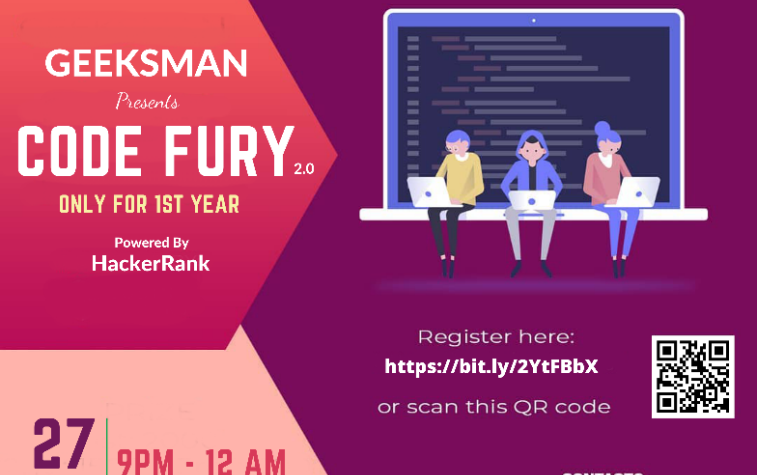 GEEKSMAN
Presents
CODE FURY 2.0
ONLY FOR 1ST YEAR
Powered By
HackerRank
Register here:
https://bit.ly/2YtFBbX
or scan this QR code
27
9PM - 12 AM